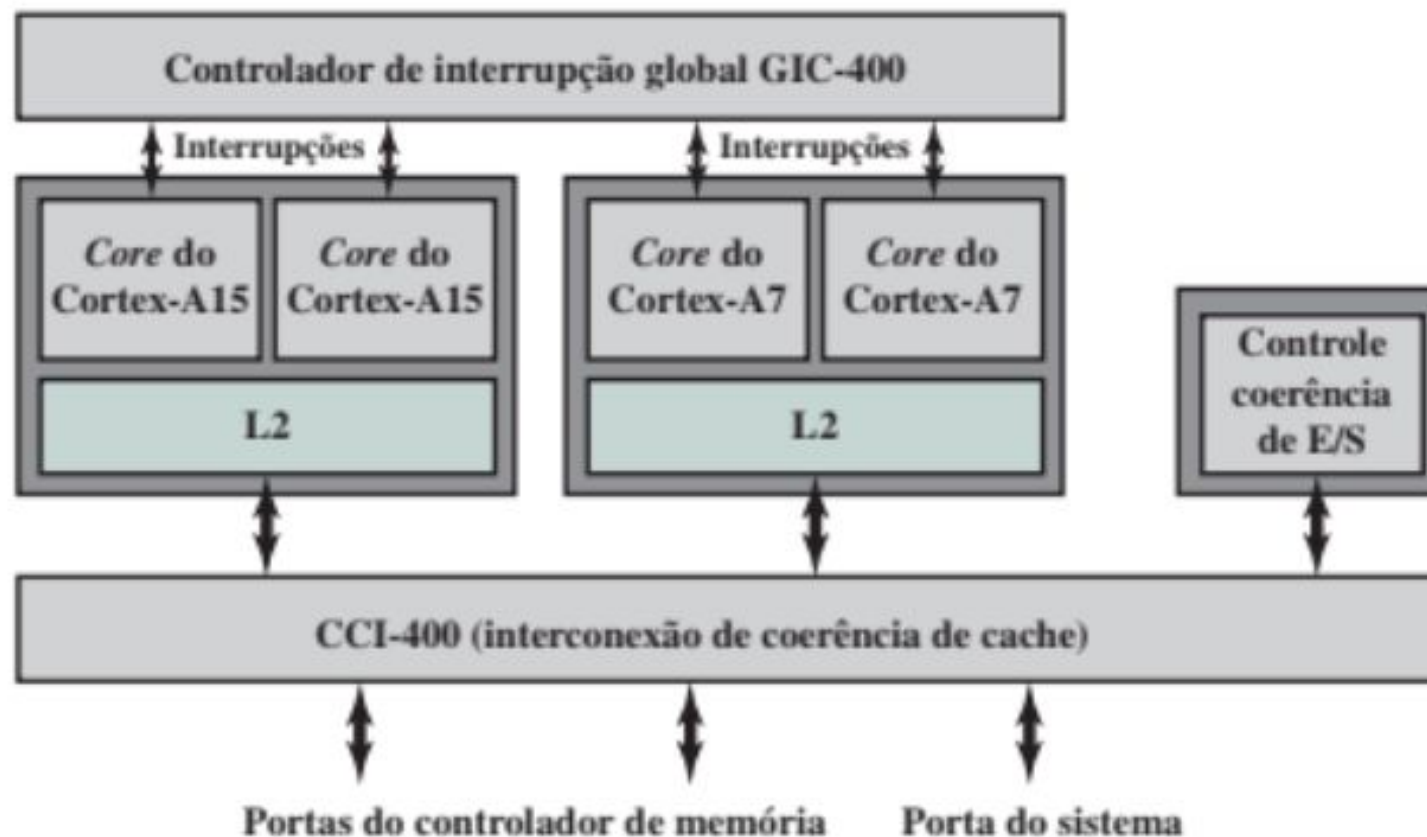 Controlador de interrupção global GIC-400
Interrupções
Interrupções
Core do
Cortex-A15
Core do
Cortex-A15
Core do
Cortex-A7
Core do
Cortex-A7
L2
L2
Controle
coerência
de E/S
CCI-400 (interconexão de coerência de cache)
Portas do controlador de memória
Porta do sistema